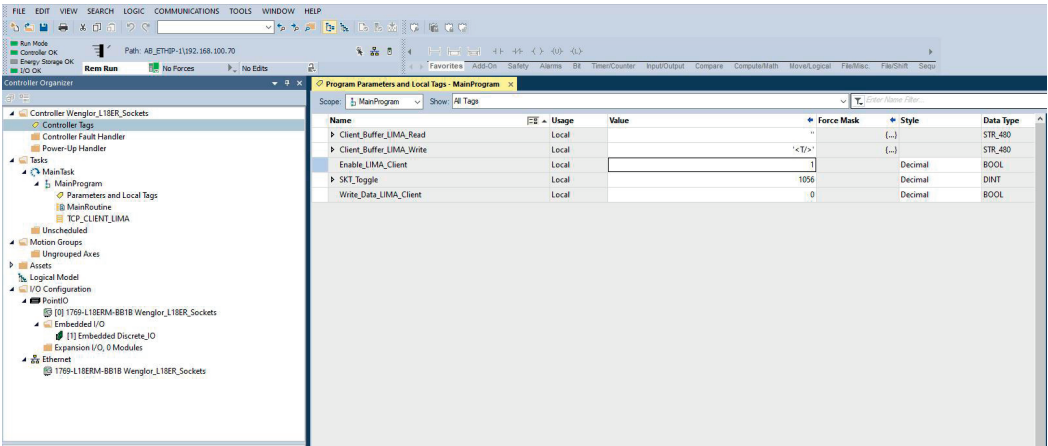 FILE EDIT VIEW SEARCH LOGIC COMMUNICATIONS TOOLS WINDOW HELP
Run Mode
Controller OK
Energy Storage OK
I/O OK
Path: AB_ETHIP-1\192.168.100.70
Rem Run No Forces No Edits
Favorites Add-On Safety Alarms Bit Timer/Counter Input/Output Compare Compute/Math Move/Logical File/Misc. File/Shift Sequ
Controller Organizer
Controller Wenglor_L18ER_Sockets
Controller Tags
Controller Fault Handler
Power-Up Handler
Tasks
MainTask
MainProgram
Parameters and Local Tags
MainRoutine
TCP_CLIENT_LIMA
Unscheduled
Motion Groups
Ungrouped Axes
Assets
Logical Model
I/O Configuration
PointIO
[0] 1769-L18ERM-BB1B Wenglor_L18ER_Sockets
Embedded I/O
[1] Embedded Discrete_IO
Expansion I/O, 0 Modules
Ethernet
1769-L18ERM-BB1B Wenglor_L18ER_Sockets
Program Parameters and Local Tags - MainProgram
Scope: MainProgram Show: All Tags Enter Name Filter...
Name Usage Value Force Mask Style Data Type
Client_Buffer_LIMA_Read Local '' {...} STR_480
Client_Buffer_LIMA_Write Local '<T/>' {...} STR_480
Enable_LIMA_Client Local 1 Decimal BOOL
SKT_Toggle Local 1056 Decimal DINT
Write_Data_LIMA_Client Local 0 Decimal BOOL